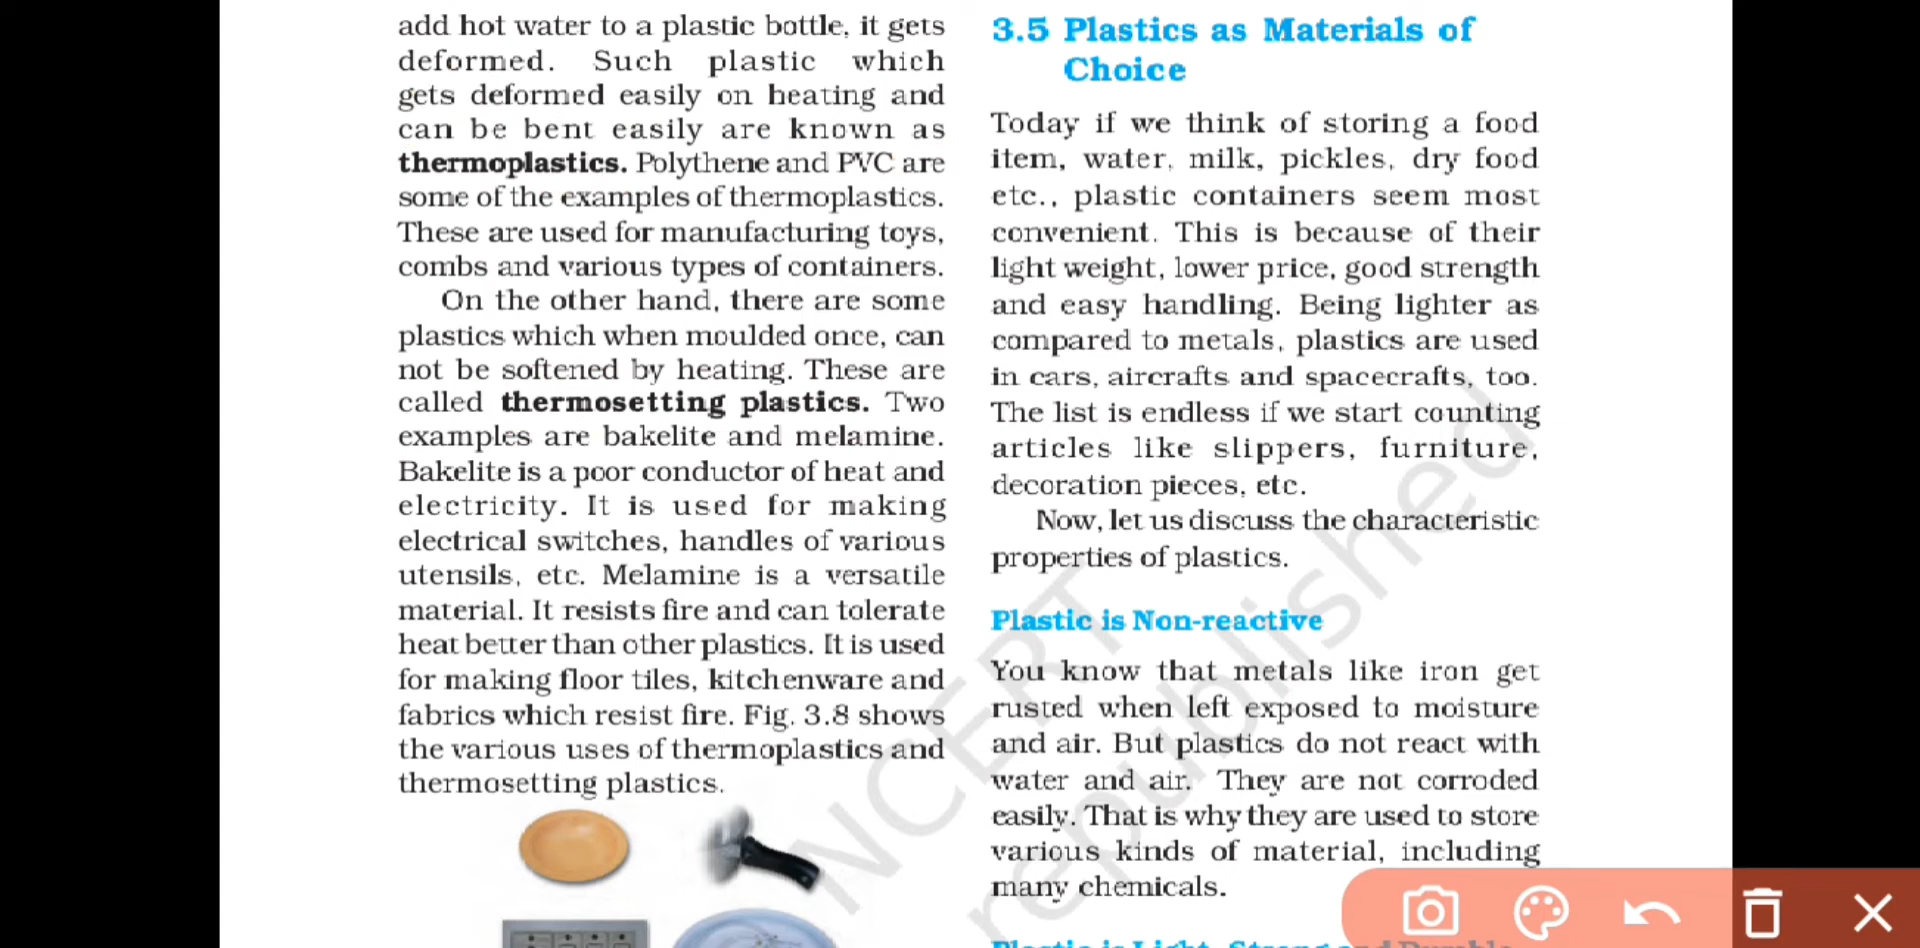 add hot water to a plastic bottle, it gets
deformed. Such plastic which
gets deformed easily on heating and
can be bent easily are known as
thermoplastics. Polythene and PVC are
some of the examples of thermoplastics.
These are used for manufacturing toys,
combs and various types of containers.
On the other hand, there are some
plastics which when moulded once, can
not be softened by heating. These are
called thermosetting plastics. Two
examples are bakelite and melamine.
Bakelite is a poor conductor of heat and
electricity. It is used for making
electrical switches, handles of various
utensils, etc. Melamine is a versatile
material. It resists fire and can tolerate
heat better than other plastics. It is used
for making floor tiles, kitchenware and
fabrics which resist fire. Fig. 3.8 shows
the various uses of thermoplastics and
thermosetting plastics.
3.5 Plastics as Materials of
Choice
Today if we think of storing a food
item, water, milk, pickles, dry food
etc., plastic containers seem most
convenient. This is because of their
light weight, lower price, good strength
and easy handling. Being lighter as
compared to metals, plastics are used
in cars, aircrafts and spacecrafts, too.
The list is endless if we start counting
articles like slippers, furniture,
decoration pieces, etc.
Now, let us discuss the characteristic
properties of plastics.
Plastic is Non-reactive
You know that metals like iron get
rusted when left exposed to moisture
and air. But plastics do not react with
water and air. They are not corroded
easily. That is why they are used to store
various kinds of material, including
many chemicals.
Plastic is Light, Strong and Durable
NCERT
republished